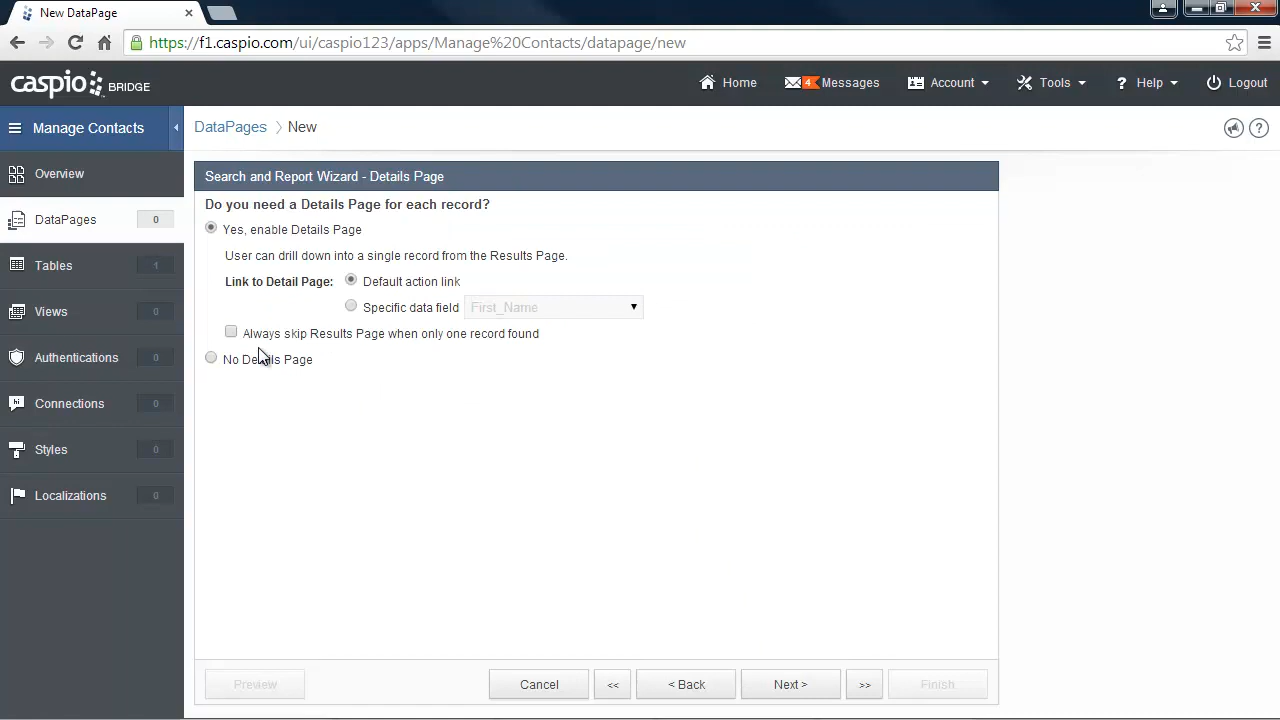 New DataPage ×
https://f1.caspio.com/ui/caspio123/apps/Manage%20Contacts/datapage/new
caspio BRIDGE
Home 4 Messages Account Tools ? Help Logout
Manage Contacts
DataPages > New
?
Overview
DataPages 0
Tables 1
Views 0
Authentications 0
hi Connections 0
Styles 0
Localizations 0
Search and Report Wizard - Details Page
Do you need a Details Page for each record?
Yes, enable Details Page
User can drill down into a single record from the Results Page.
Link to Detail Page: Default action link
Specific data field First_Name
Always skip Results Page when only one record found
No Details Page
Preview Cancel << < Back Next > >> Finish